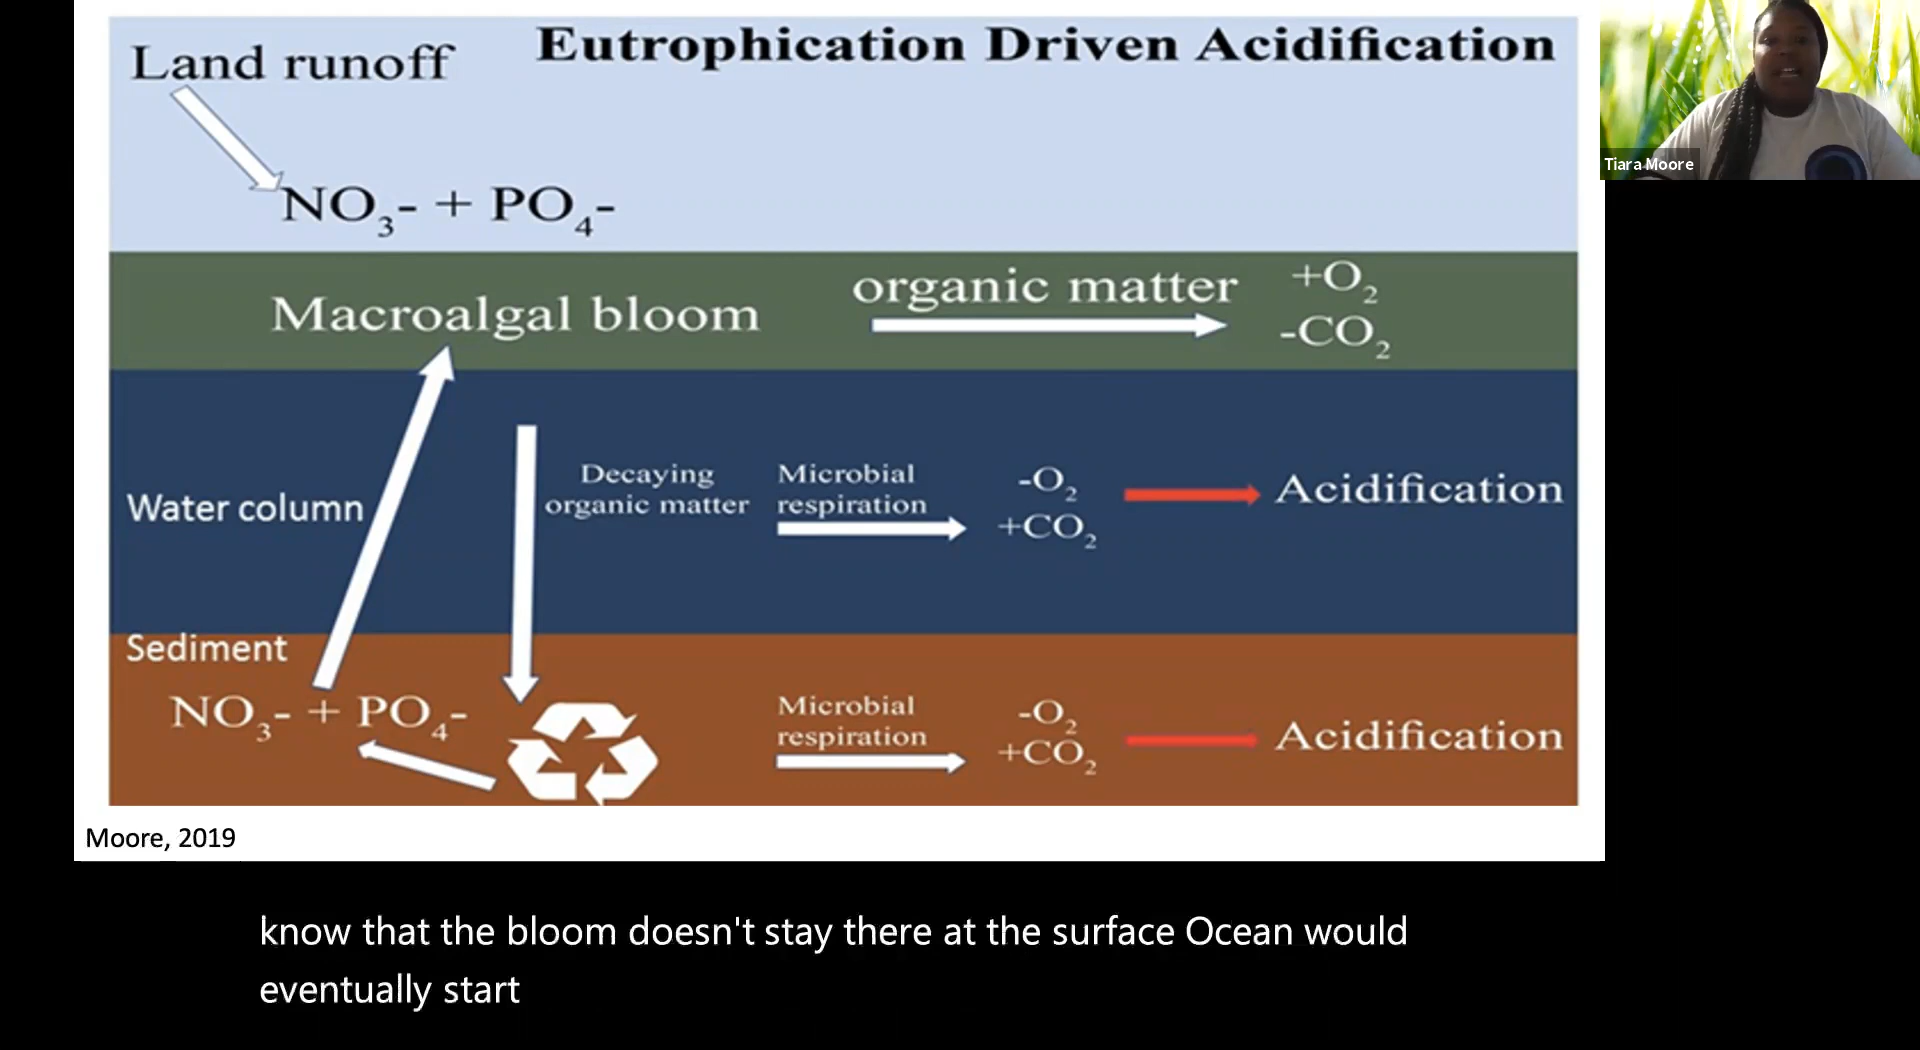 Land runoff
Eutrophication Driven Acidification
NO₃- + PO₄-
Macroalgal bloom
organic matter
+O₂
-CO₂
Water column
Decaying
organic matter
Microbial
respiration
-O₂
+CO₂
Acidification
Sediment
NO₃- + PO₄-
Microbial
respiration
-O₂
+CO₂
Acidification
Moore, 2019
Tiara Moore
know that the bloom doesn't stay there at the surface Ocean would
eventually start